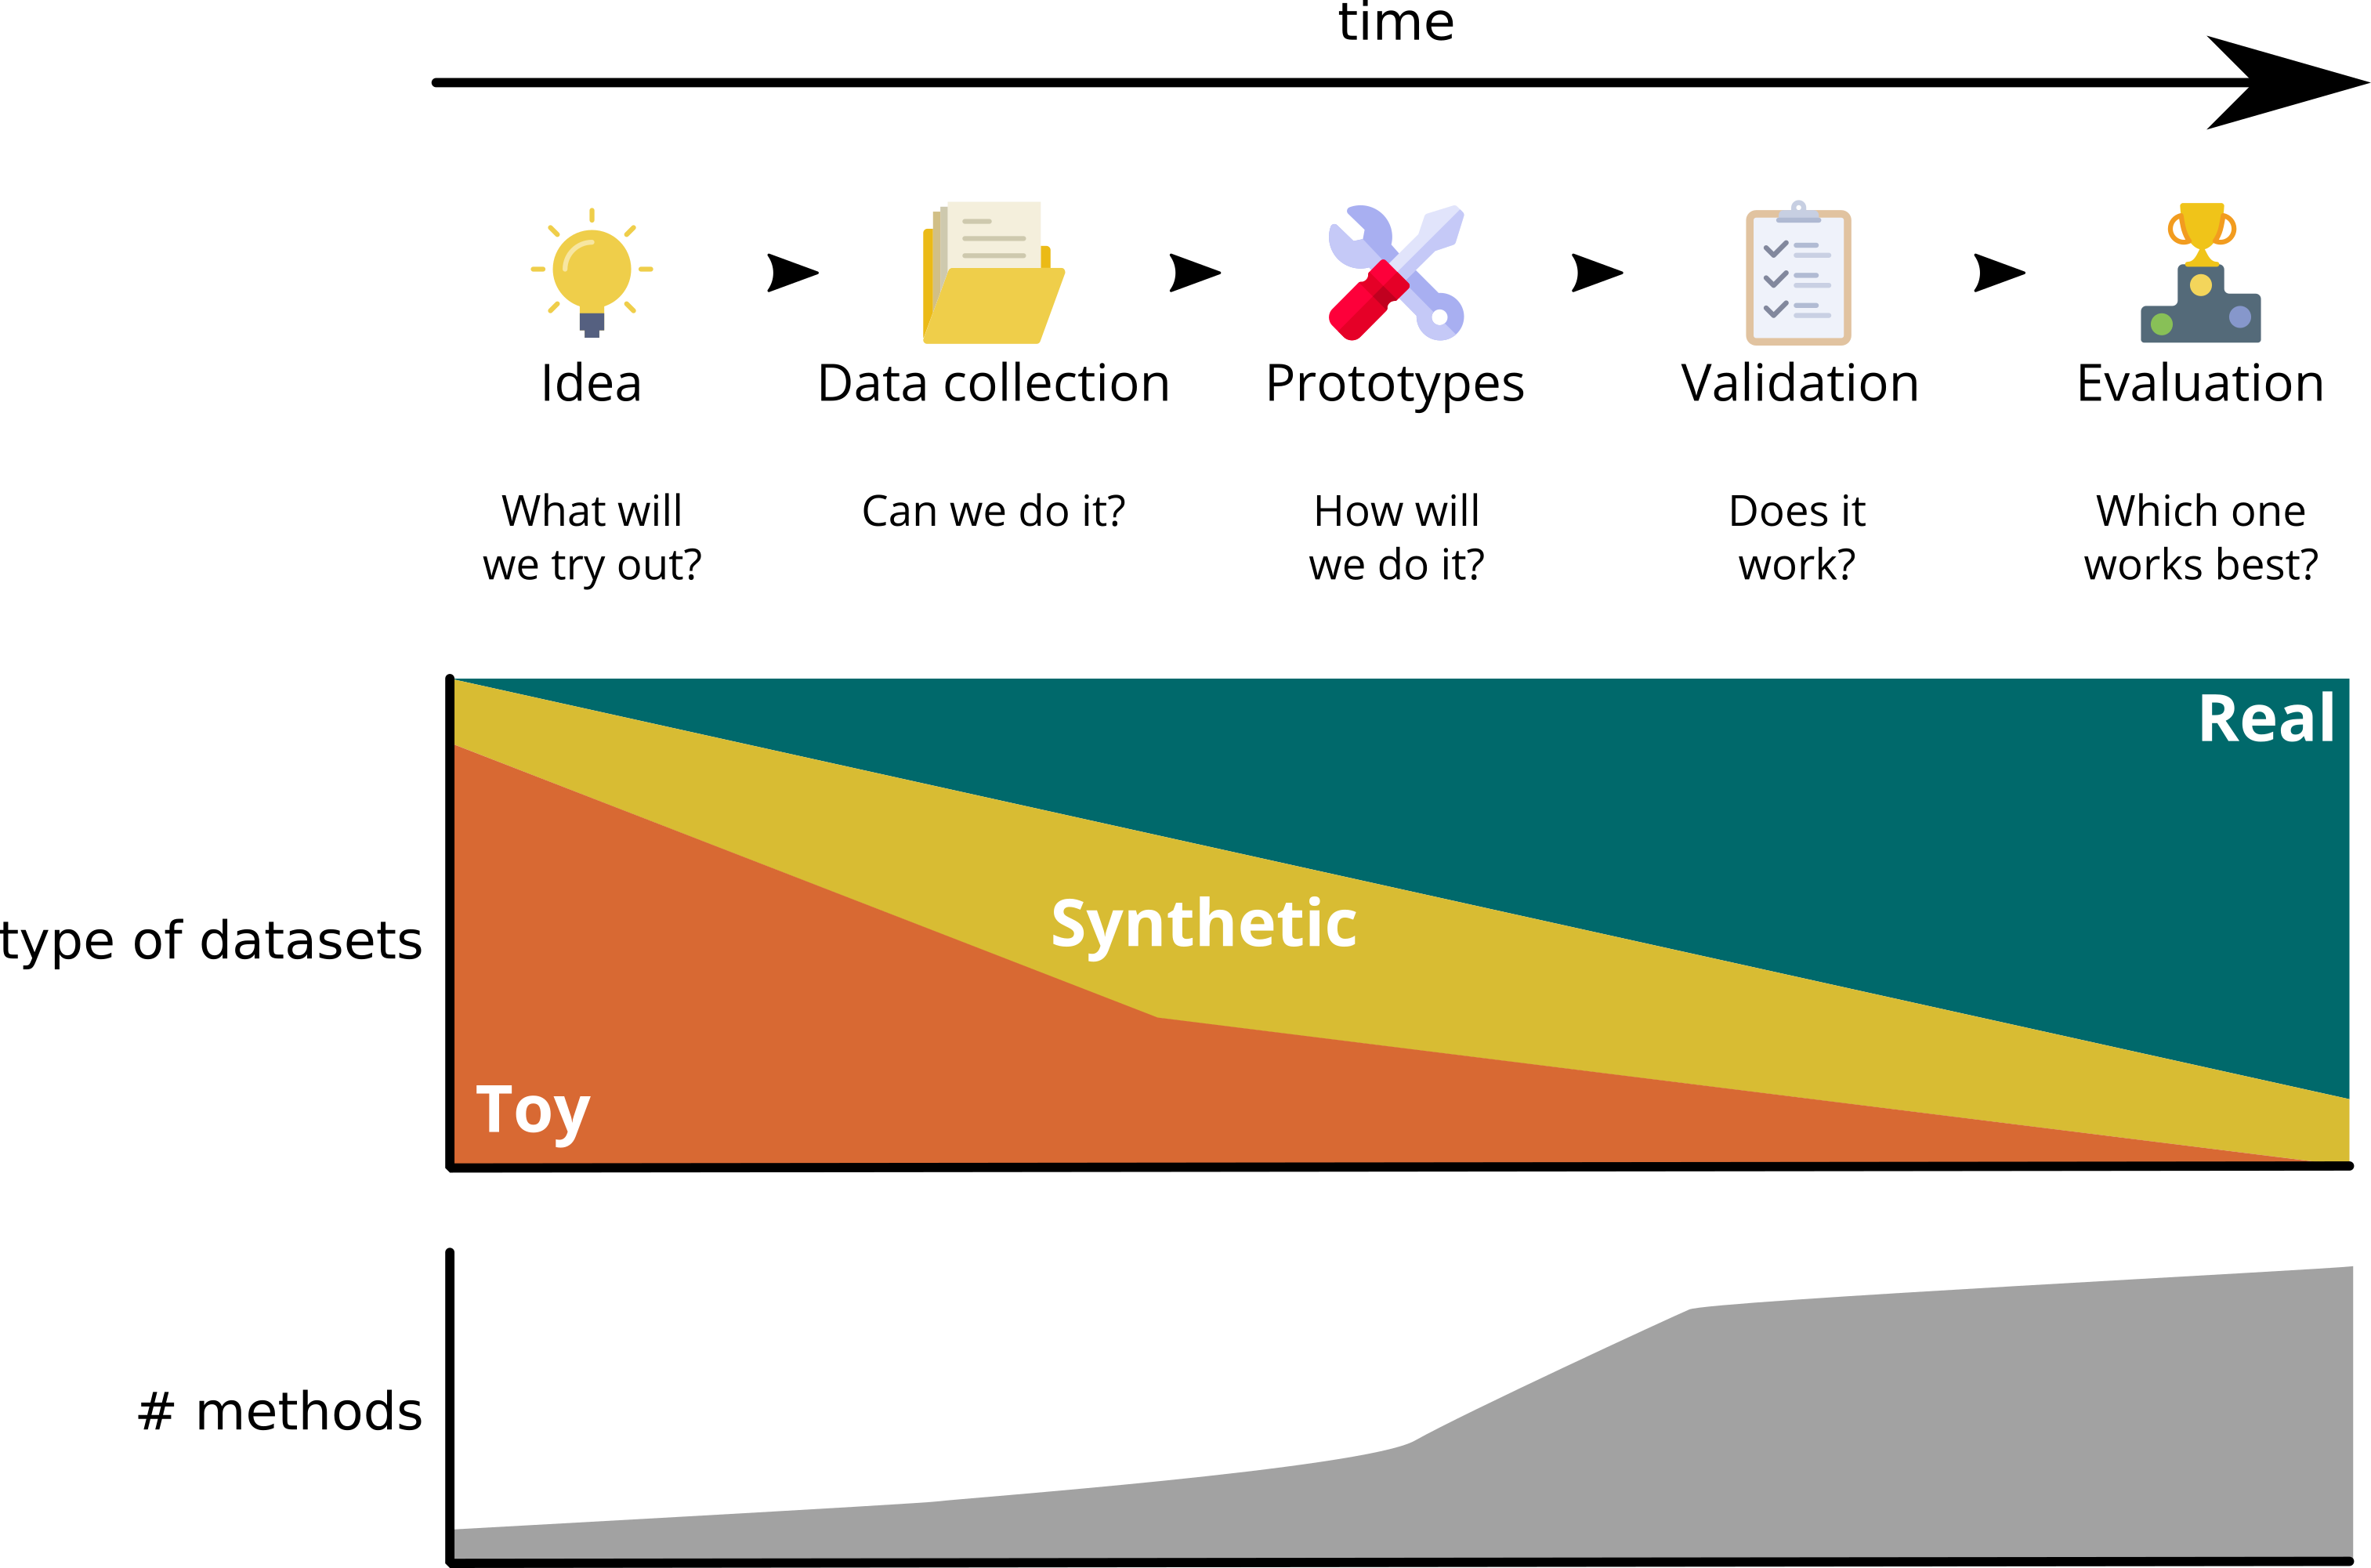 time
Idea
Data collection
Prototypes
Validation
Evaluation
What will
we try out?
Can we do it?
How will
we do it?
Does it
work?
Which one
works best?
type of datasets
Real
Synthetic
Toy
# methods